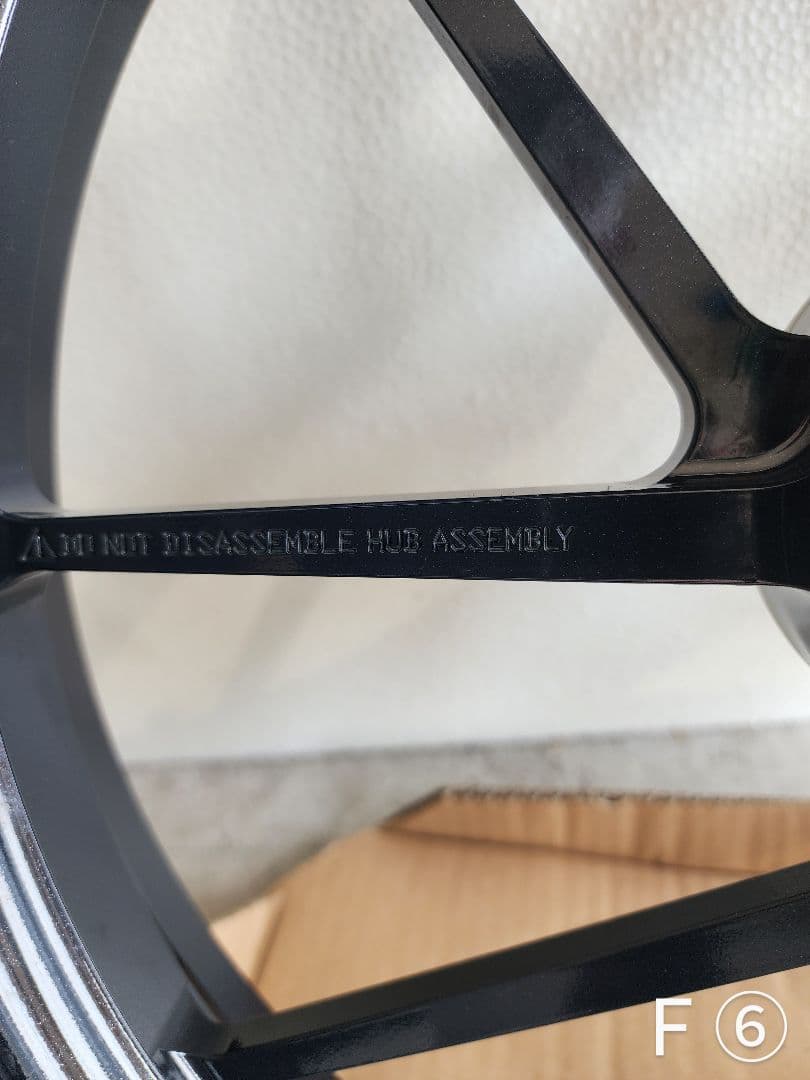 ⚠ DO NOT DISASSEMBLE HUB ASSEMBLY
F ⑥